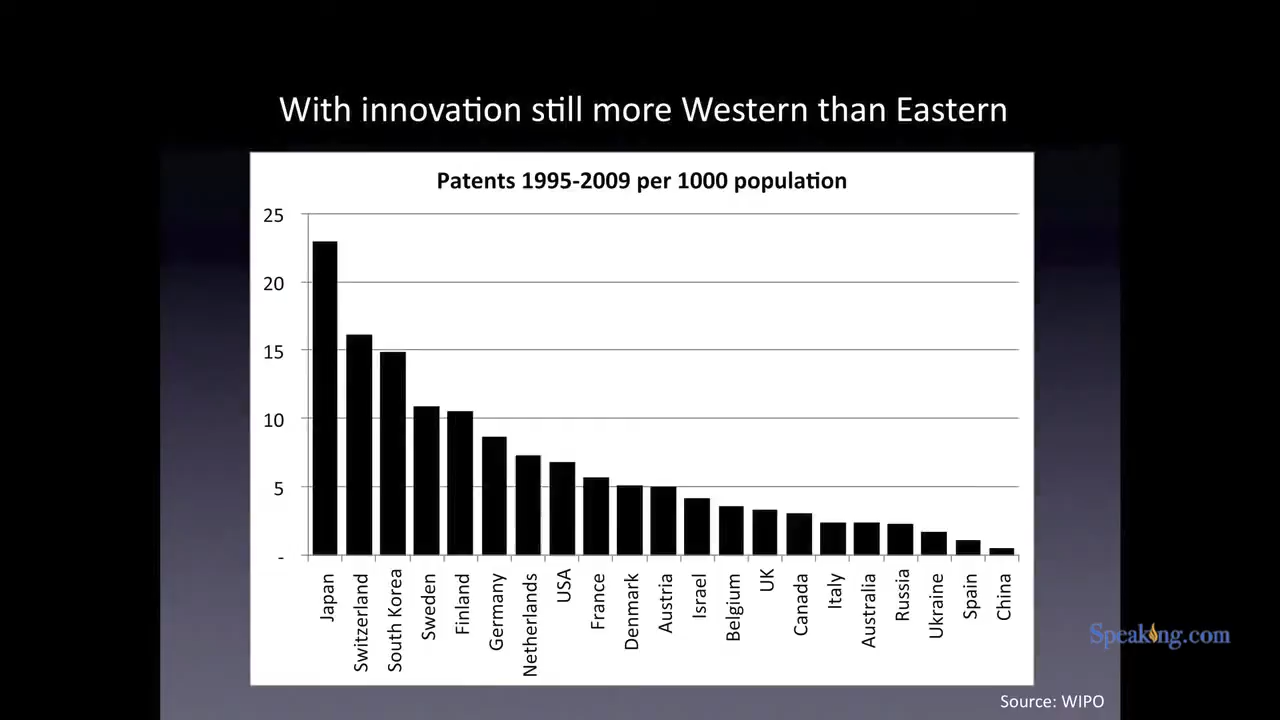 With innovation still more Western than Eastern
Patents 1995-2009 per 1000 population
25
20
15
10
5
-
Japan
Switzerland
South Korea
Sweden
Finland
Germany
Netherlands
USA
France
Denmark
Austria
Israel
Belgium
UK
Canada
Italy
Australia
Russia
Ukraine
Spain
China
Speaking.com
Source: WIPO